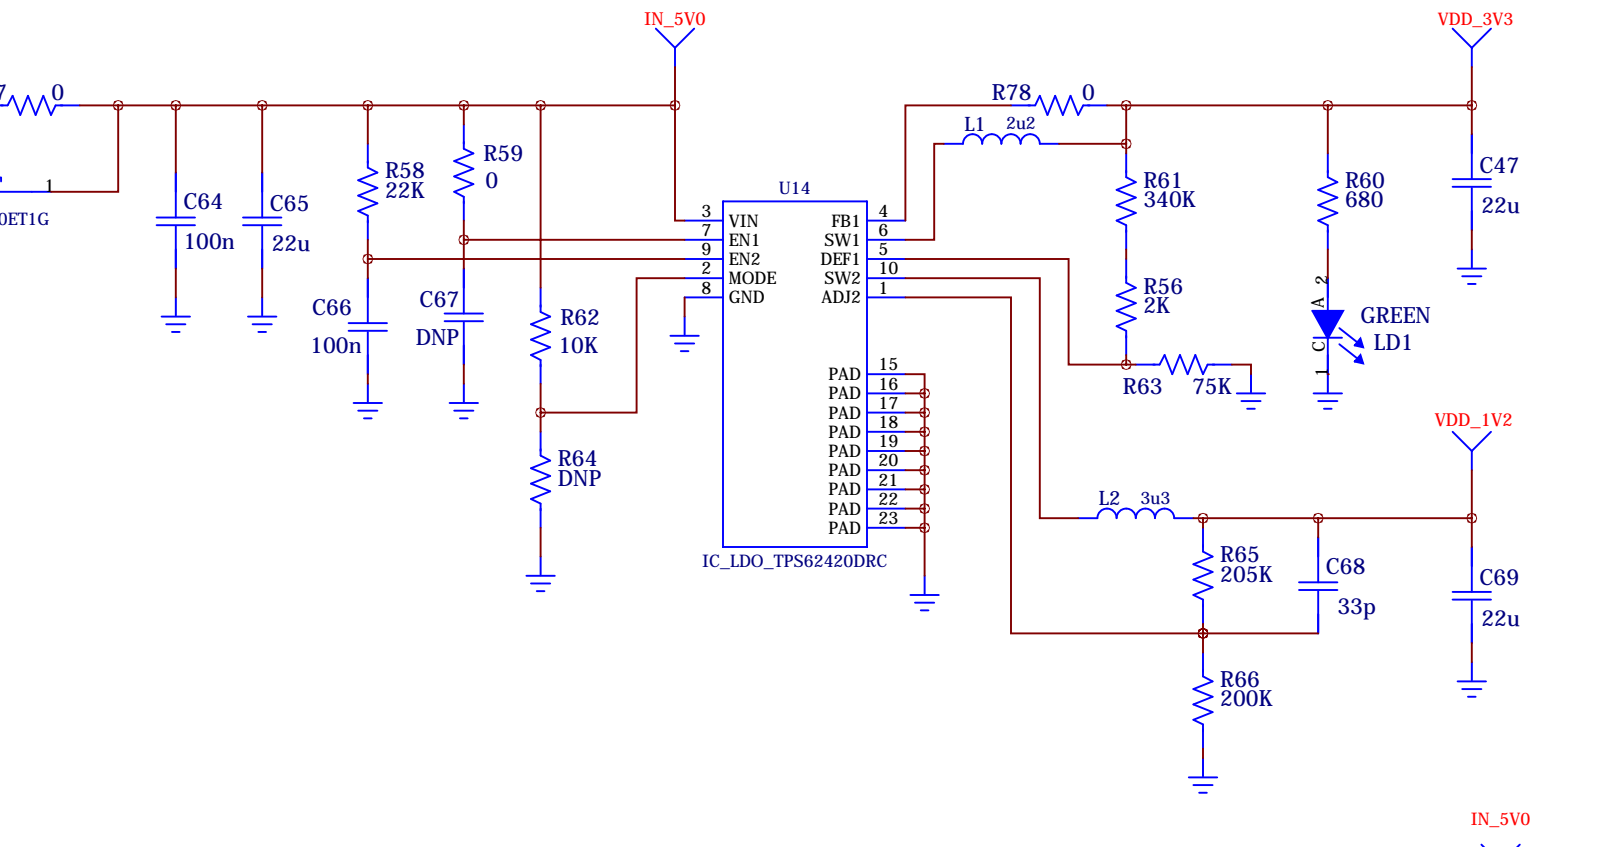 IN_5V0
VDD_3V3
7
0
R78
0
L1
2u2
R58
22K
R59
0
1
0ET1G
C64
100n
C65
22u
U14
R61
340K
R60
680
C47
22u
3
VIN
FB1
4
7
EN1
SW1
6
9
EN2
DEF1
5
2
MODE
SW2
10
8
GND
ADJ2
1
C66
100n
C67
DNP
R62
10K
R56
2K
2
A
GREEN
LD1
C
1
R63
75K
PAD
15
PAD
16
PAD
17
PAD
18
PAD
19
PAD
20
PAD
21
PAD
22
PAD
23
R64
DNP
VDD_1V2
L2
3u3
IC_LDO_TPS62420DRC
R65
205K
C68
33p
C69
22u
R66
200K
IN_5V0